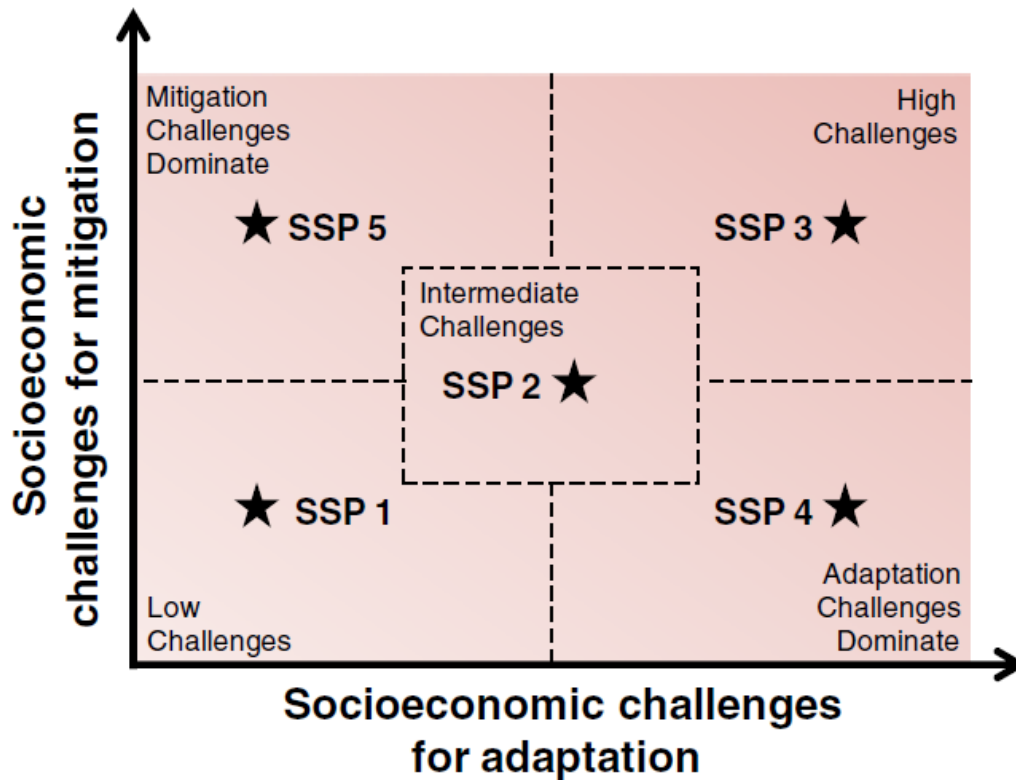 Socioeconomic
challenges for mitigation
Mitigation
Challenges
Dominate
High
Challenges
SSP 5
SSP 3
Intermediate
Challenges
SSP 2
SSP 1
SSP 4
Low
Challenges
Adaptation
Challenges
Dominate
Socioeconomic challenges
for adaptation